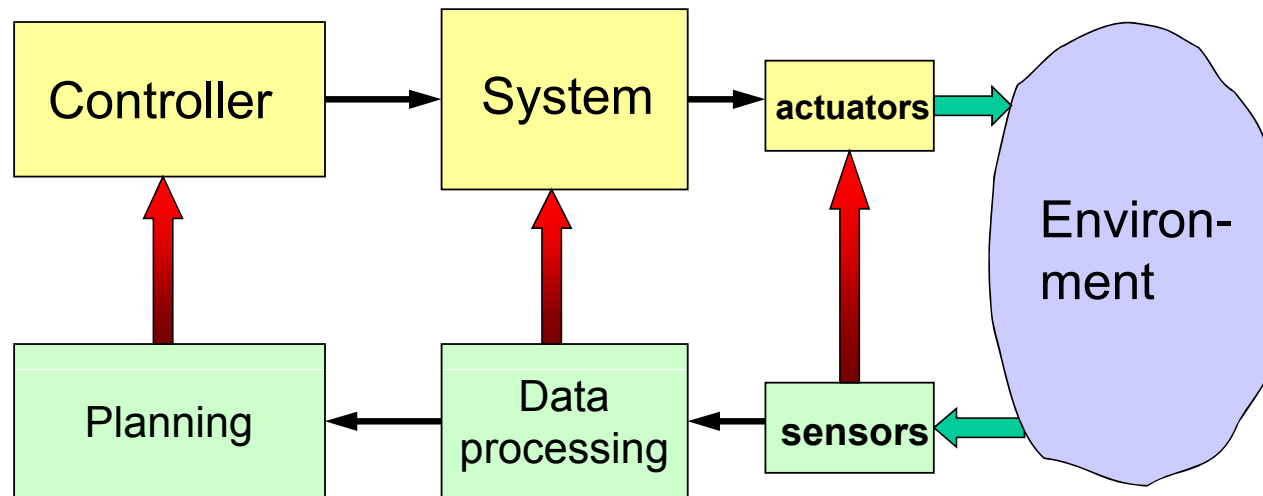 Controller
System
actuators
Environ-
ment
Planning
Data
processing
sensors